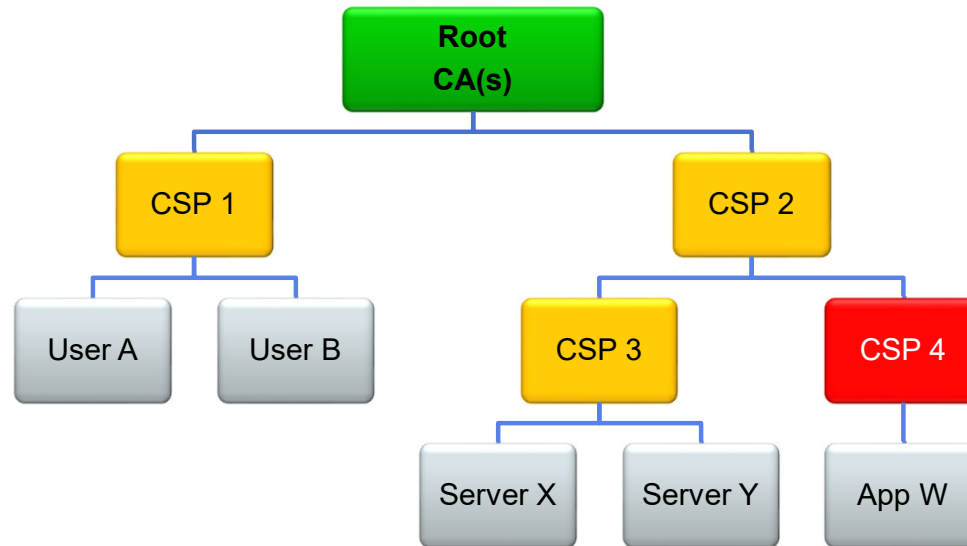 Root
CA(s)
CSP 1
CSP 2
User A
User B
CSP 3
CSP 4
Server X
Server Y
App W